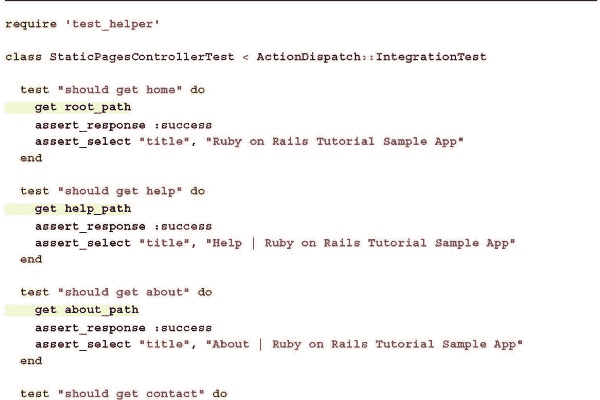 require 'test_helper'
class StaticPagesControllerTest < ActionDispatch::IntegrationTest
test "should get home" do
get root_path
assert_response :success
assert_select "title", "Ruby on Rails Tutorial Sample App"
end
test "should get help" do
get help_path
assert_response :success
assert_select "title", "Help | Ruby on Rails Tutorial Sample App"
end
test "should get about" do
get about_path
assert_response :success
assert_select "title", "About | Ruby on Rails Tutorial Sample App"
end
test "should get contact" do